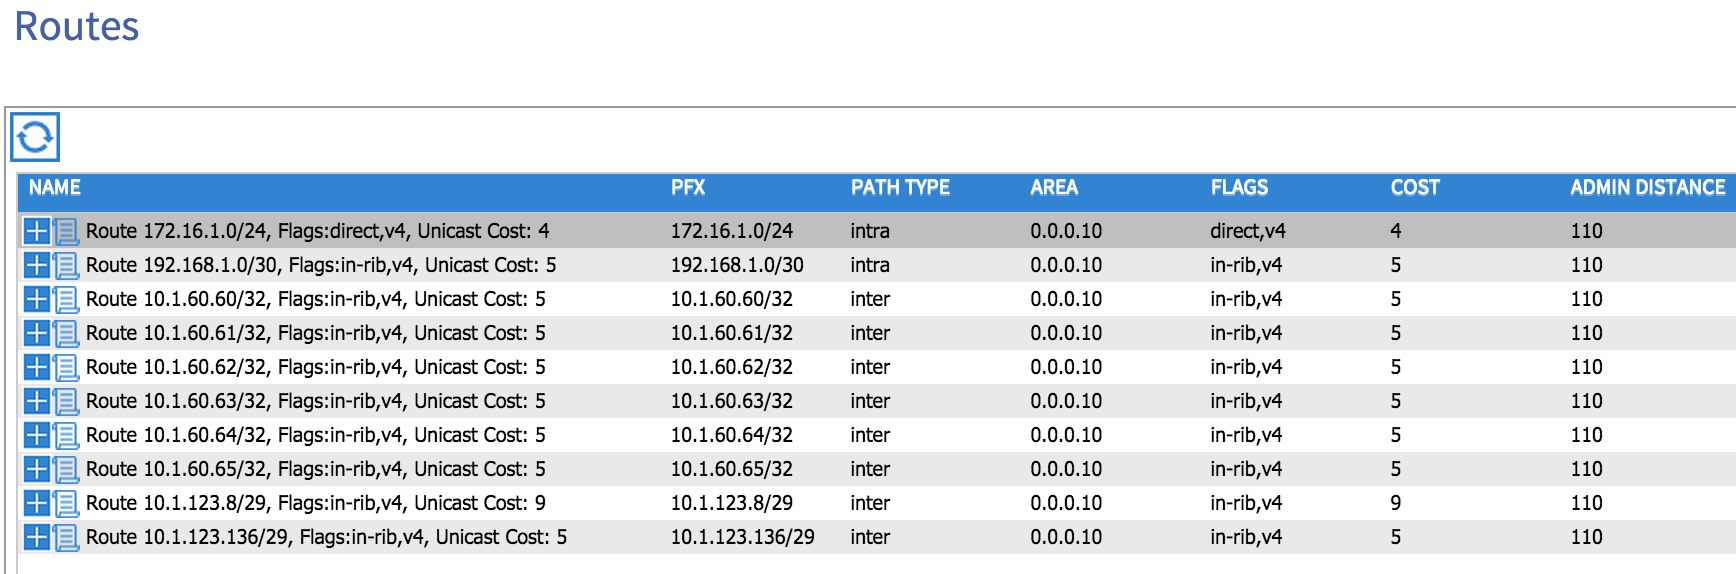 Routes
NAME PFX PATH TYPE AREA FLAGS COST ADMIN DISTANCE
Route 172.16.1.0/24, Flags:direct,v4, Unicast Cost: 4 172.16.1.0/24 intra 0.0.0.10 direct,v4 4 110
Route 192.168.1.0/30, Flags:in-rib,v4, Unicast Cost: 5 192.168.1.0/30 intra 0.0.0.10 in-rib,v4 5 110
Route 10.1.60.60/32, Flags:in-rib,v4, Unicast Cost: 5 10.1.60.60/32 inter 0.0.0.10 in-rib,v4 5 110
Route 10.1.60.61/32, Flags:in-rib,v4, Unicast Cost: 5 10.1.60.61/32 inter 0.0.0.10 in-rib,v4 5 110
Route 10.1.60.62/32, Flags:in-rib,v4, Unicast Cost: 5 10.1.60.62/32 inter 0.0.0.10 in-rib,v4 5 110
Route 10.1.60.63/32, Flags:in-rib,v4, Unicast Cost: 5 10.1.60.63/32 inter 0.0.0.10 in-rib,v4 5 110
Route 10.1.60.64/32, Flags:in-rib,v4, Unicast Cost: 5 10.1.60.64/32 inter 0.0.0.10 in-rib,v4 5 110
Route 10.1.60.65/32, Flags:in-rib,v4, Unicast Cost: 5 10.1.60.65/32 inter 0.0.0.10 in-rib,v4 5 110
Route 10.1.123.8/29, Flags:in-rib,v4, Unicast Cost: 9 10.1.123.8/29 inter 0.0.0.10 in-rib,v4 9 110
Route 10.1.123.136/29, Flags:in-rib,v4, Unicast Cost: 5 10.1.123.136/29 inter 0.0.0.10 in-rib,v4 5 110